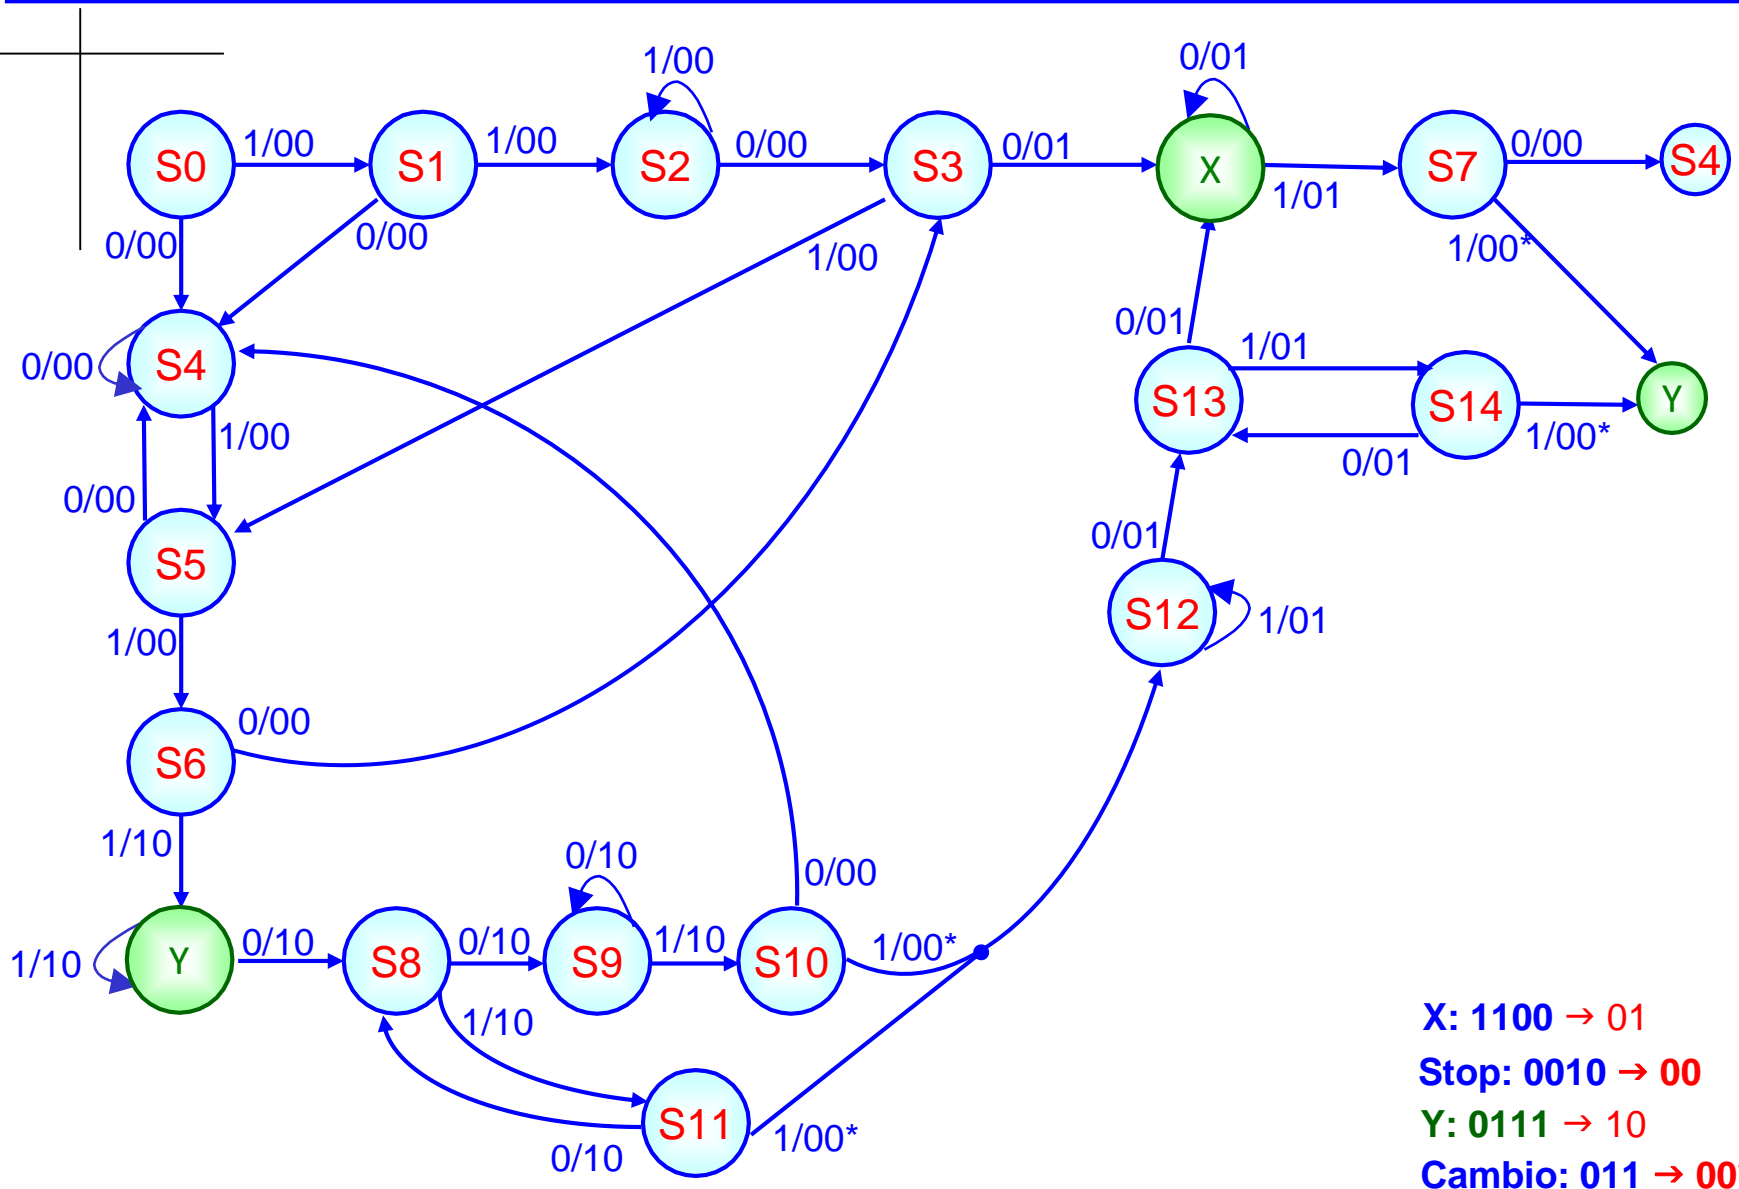 1/00
0/01
S0
1/00
S1
1/00
S2
0/00
S3
0/01
X
1/01
S7
0/00
S4
0/00
0/00
1/00
1/00*
0/00
S4
1/00
0/01
S13
1/01
S14
0/01
1/00*
Y
0/00
S5
0/01
S12
1/01
1/00
0/00
S6
1/10
0/10
0/00
1/10
Y
0/10
S8
0/10
S9
1/10
S10
1/00*
1/10
S11
0/10
1/00*
X: 1100 → 01
Stop: 0010 → 00
Y: 0111 → 10
Cambio: 011 → 00